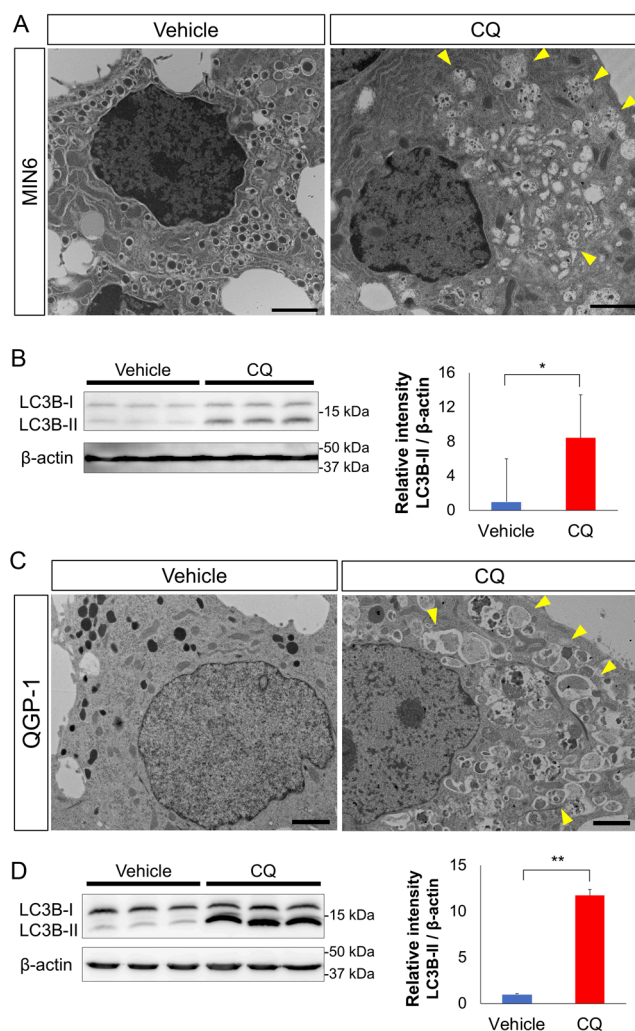 A
Vehicle
CQ
MIN6
B
Vehicle
CQ
LC3B-I
LC3B-II
-15 kDa
β-actin
-50 kDa
-37 kDa
Relative intensity
LC3B-II / β-actin
16
12
8
4
0
*
Vehicle
CQ
C
Vehicle
CQ
QGP-1
D
Vehicle
CQ
LC3B-I
LC3B-II
-15 kDa
β-actin
-50 kDa
-37 kDa
Relative intensity
LC3B-II / β-actin
15
10
5
0
**
Vehicle
CQ